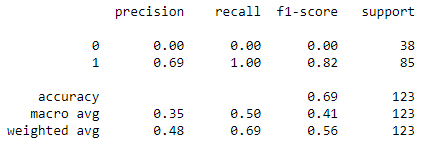 precision recall f1-score support
0 0.00 0.00 0.00 38
1 0.69 1.00 0.82 85
accuracy 0.69 123
macro avg 0.35 0.50 0.41 123
weighted avg 0.48 0.69 0.56 123